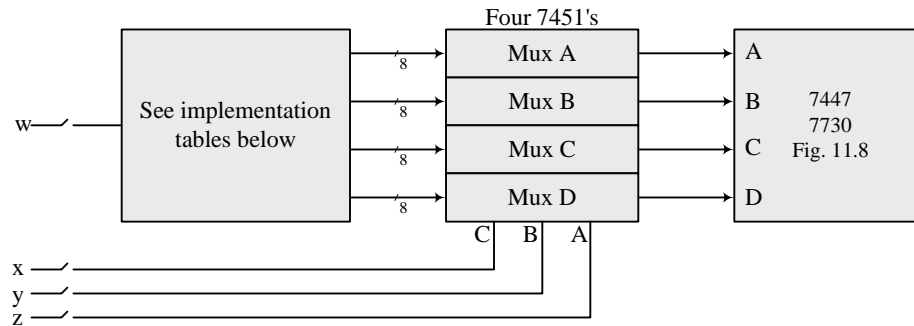 Four 7451's
Mux A
Mux B
Mux C
Mux D
See implementation
tables below
8
8
8
8
w
A
B
C
D
7447
7730
Fig. 11.8
C
B
A
x
y
z